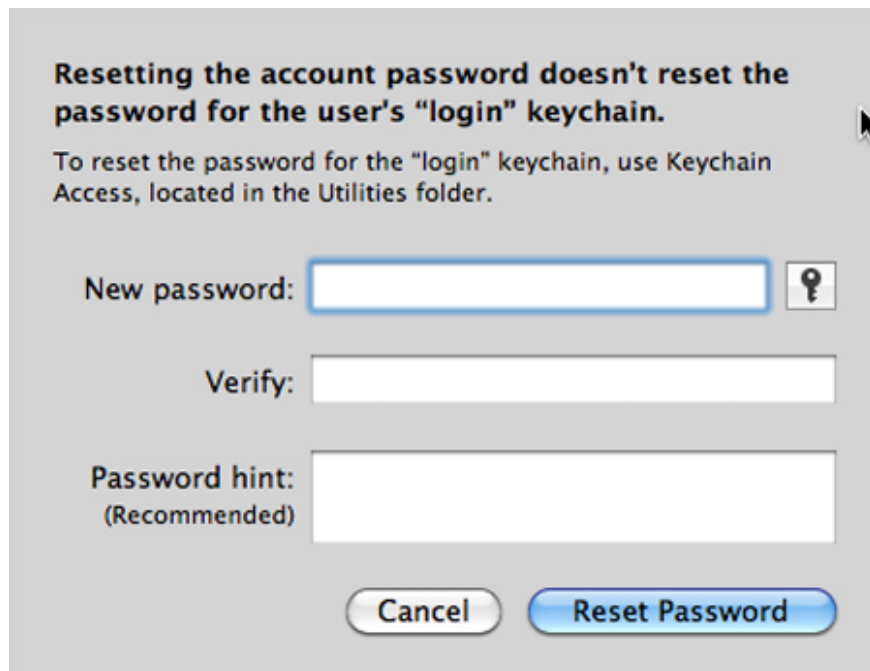 Resetting the account password doesn't reset the
password for the user's “login” keychain.
To reset the password for the “login” keychain, use Keychain
Access, located in the Utilities folder.
New password:
Verify:
Password hint:
(Recommended)
Cancel
Reset Password